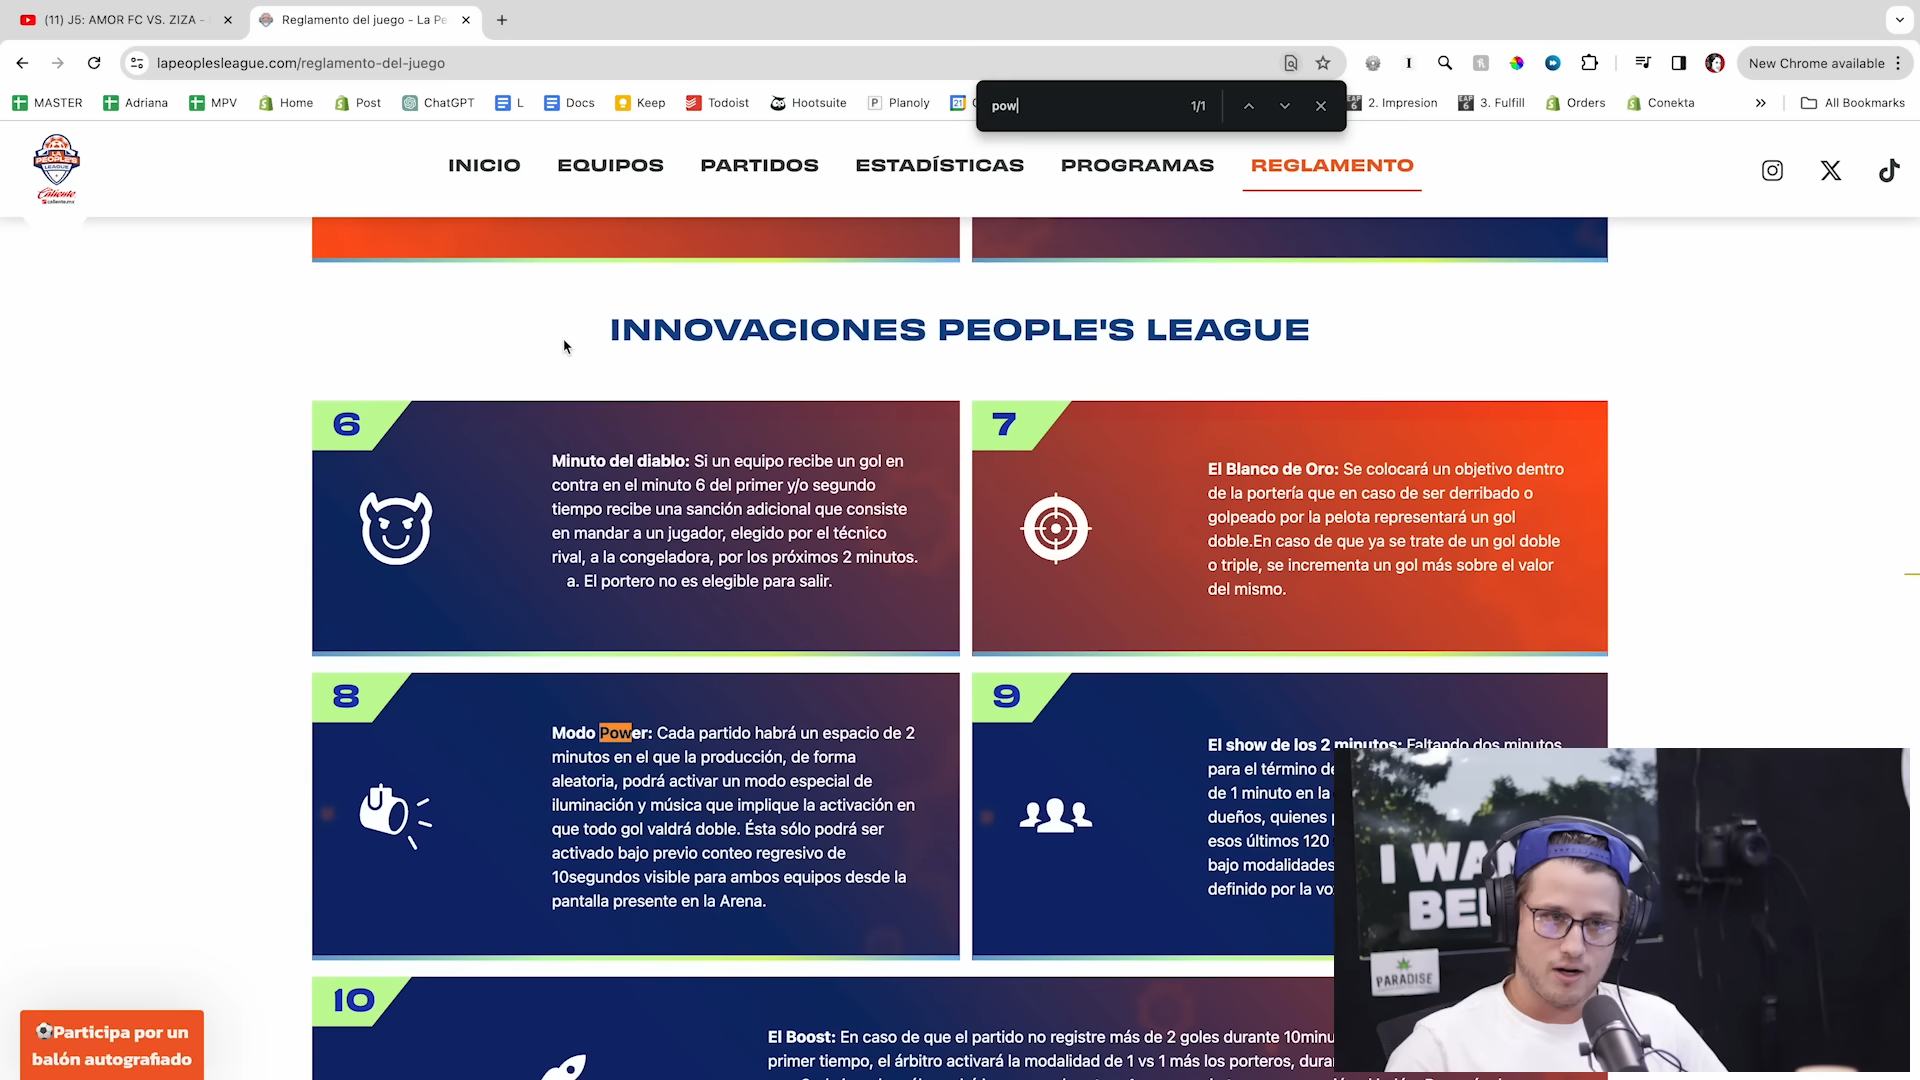 (11) J5: AMOR FC VS. ZIZA -
Reglamento del juego - La Pe
lapeoplesleague.com/reglamento-del-juego
New Chrome available
MASTER
Adriana
MPV
Home
Post
ChatGPT
L
Docs
Keep
Todoist
Hootsuite
Planoly
2. Impresion
3. Fulfill
Orders
Conekta
All Bookmarks
pow
1/1
LA PEOPLE'S LEAGUE
Caliente
caliente.mx
INICIO
EQUIPOS
PARTIDOS
ESTADÍSTICAS
PROGRAMAS
REGLAMENTO
INNOVACIONES PEOPLE'S LEAGUE
6
Minuto del diablo: Si un equipo recibe un gol en
contra en el minuto 6 del primer y/o segundo
tiempo recibe una sanción adicional que consiste
en mandar a un jugador, elegido por el técnico
rival, a la congeladora, por los próximos 2 minutos.
a. El portero no es elegible para salir.
7
El Blanco de Oro: Se colocará un objetivo dentro
de la portería que en caso de ser derribado o
golpeado por la pelota representará un gol
doble.En caso de que ya se trate de un gol doble
o triple, se incrementa un gol más sobre el valor
del mismo.
8
Modo Power: Cada partido habrá un espacio de 2
minutos en el que la producción, de forma
aleatoria, podrá activar un modo especial de
iluminación y música que implique la activación en
que todo gol valdrá doble. Ésta sólo podrá ser
activado bajo previo conteo regresivo de
10segundos visible para ambos equipos desde la
pantalla presente en la Arena.
9
El show de los 2 minutos: Faltando dos minutos
para el término de
de 1 minuto en la
dueños, quienes
esos últimos 120
bajo modalidades
definido por la vo
10
El Boost: En caso de que el partido no registre más de 2 goles durante 10minu
primer tiempo, el árbitro activará la modalidad de 1 vs 1 más los porteros, dura
Participa por un
balón autografiado
I WA
BEL
PARADISE